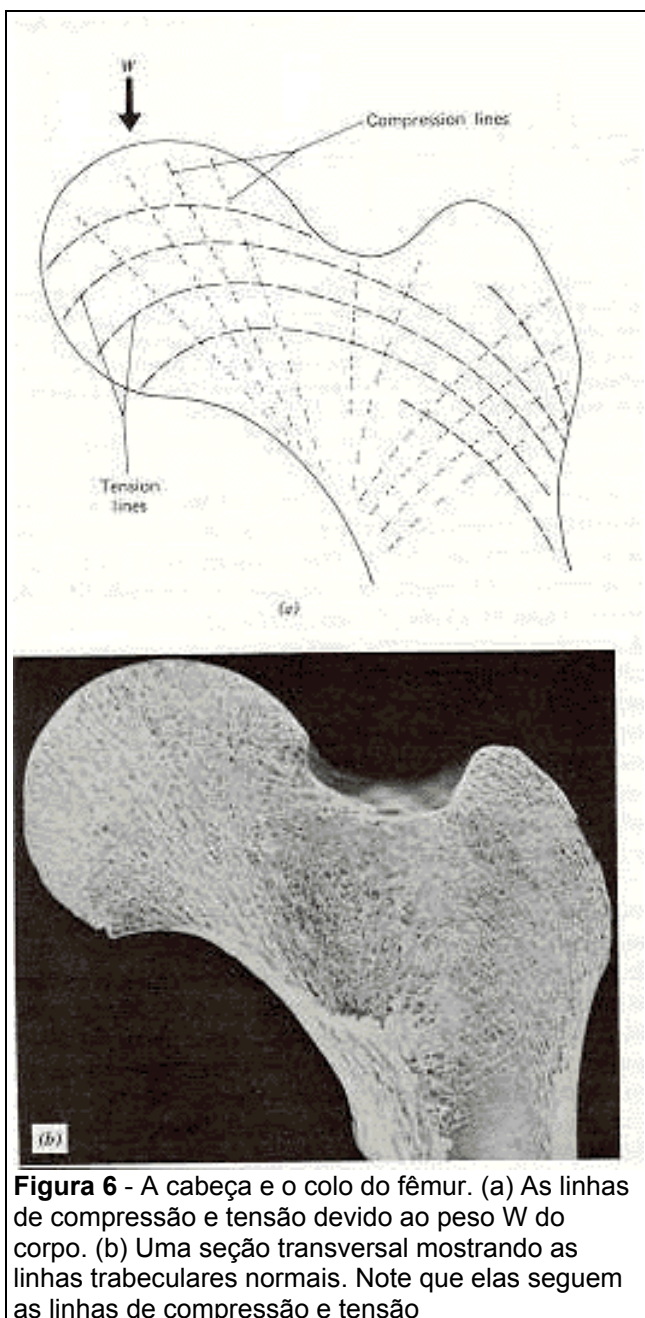 W
Compression lines
Tension
lines
(a)
(b)
Figura 6 - A cabeça e o colo do fêmur. (a) As linhas
de compressão e tensão devido ao peso W do
corpo. (b) Uma seção transversal mostrando as
linhas trabeculares normais. Note que elas seguem
as linhas de compressão e tensão